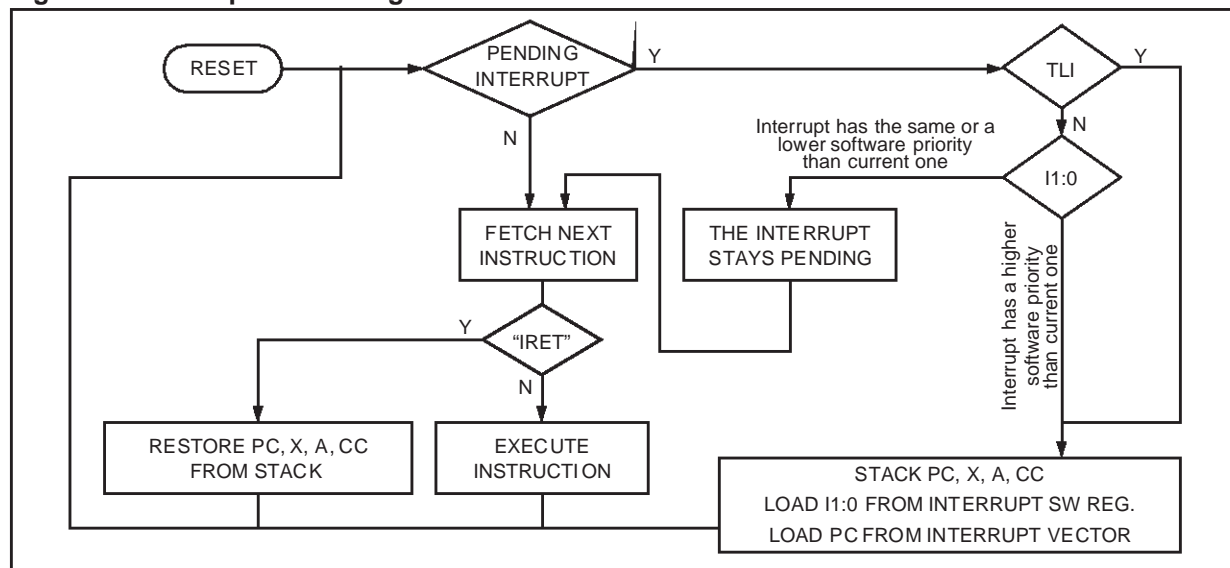 RESET
PENDING
INTERRUPT
Y
TLI
Y
N
N
Interrupt has the same or a
lower software priority
than current one
I1:0
FETCH NEXT
INSTRUCTION
THE INTERRUPT
STAYS PENDING
Interrupt has a higher
software priority
than current one
Y
“IRET”
N
RESTORE PC, X, A, CC
FROM STACK
EXECUTE
INSTRUCTION
STACK PC, X, A, CC
LOAD I1:0 FROM INTERRUPT SW REG.
LOAD PC FROM INTERRUPT VECTOR